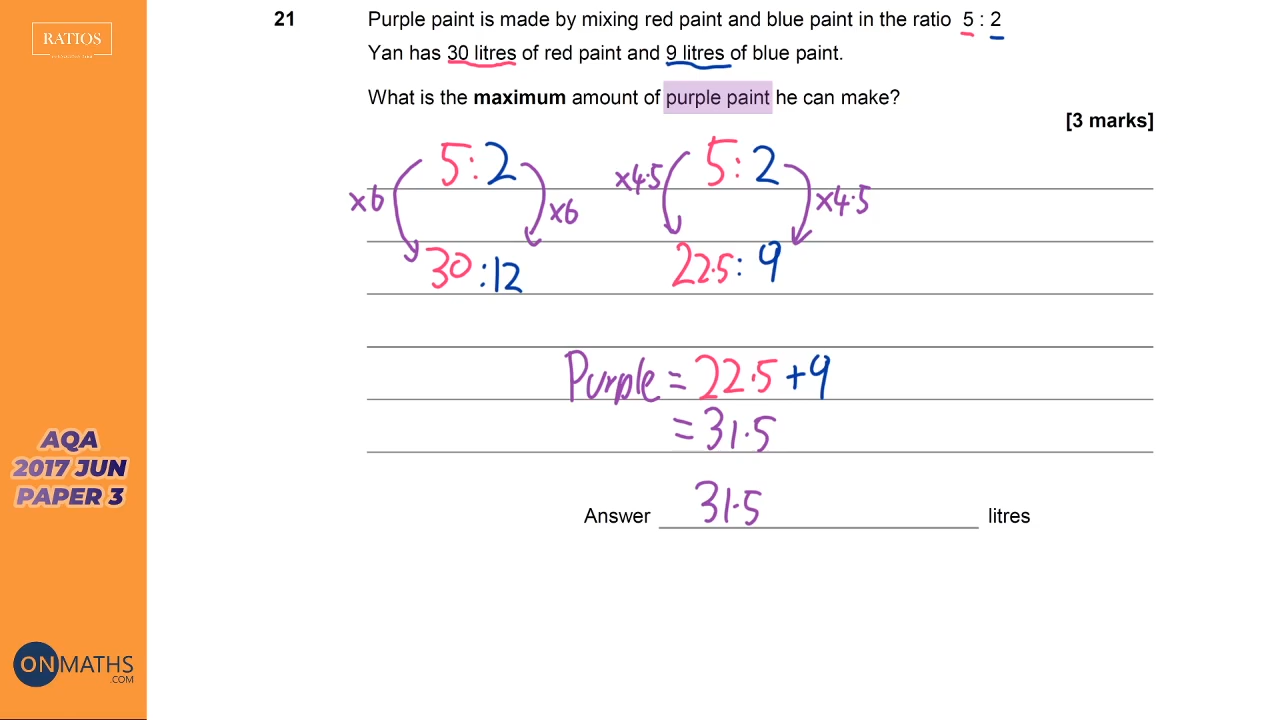 RATIOS
21 Purple paint is made by mixing red paint and blue paint in the ratio 5 : 2
Yan has 30 litres of red paint and 9 litres of blue paint.
What is the maximum amount of purple paint he can make?
[3 marks]
5:2 5:2
×6 ×6 ×4·5 ×4·5
30:12 22·5:9
Purple = 22·5 + 9
= 31·5
Answer 31·5 litres
AQA
2017 JUN
PAPER 3
ONMATHS
.COM